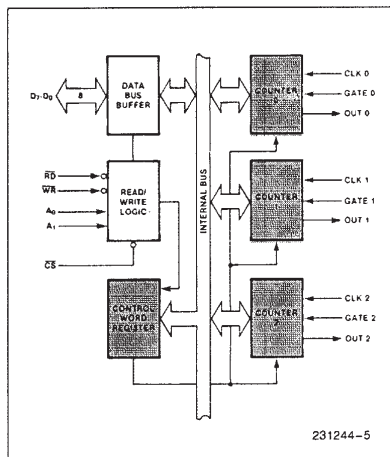 D7-D0
8
DATA
BUS
BUFFER
RD
WR
A0
A1
CS
READ/
WRITE
LOGIC
CONTROL
WORD
REGISTER
INTERNAL BUS
COUNTER
CLK 0
GATE 0
OUT 0
COUNTER
CLK 1
GATE 1
OUT 1
COUNTER
2
CLK 2
GATE 2
OUT 2
231244-5